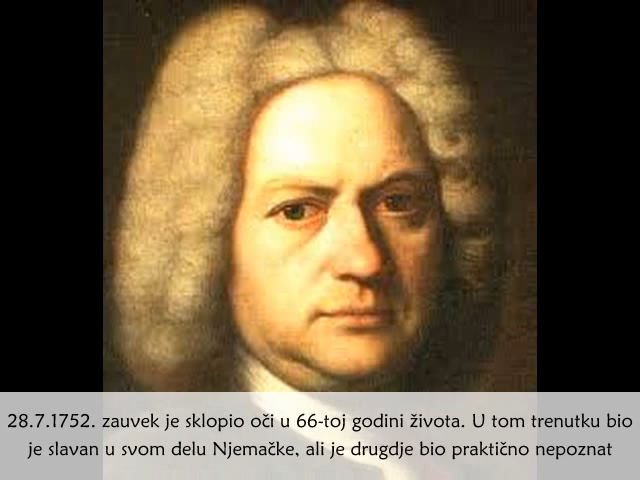 28.7.1752. zauvek je sklopio oči u 66-toj godini života. U tom trenutku bio
je slavan u svom delu Njemačke, ali je drugdje bio praktično nepoznat